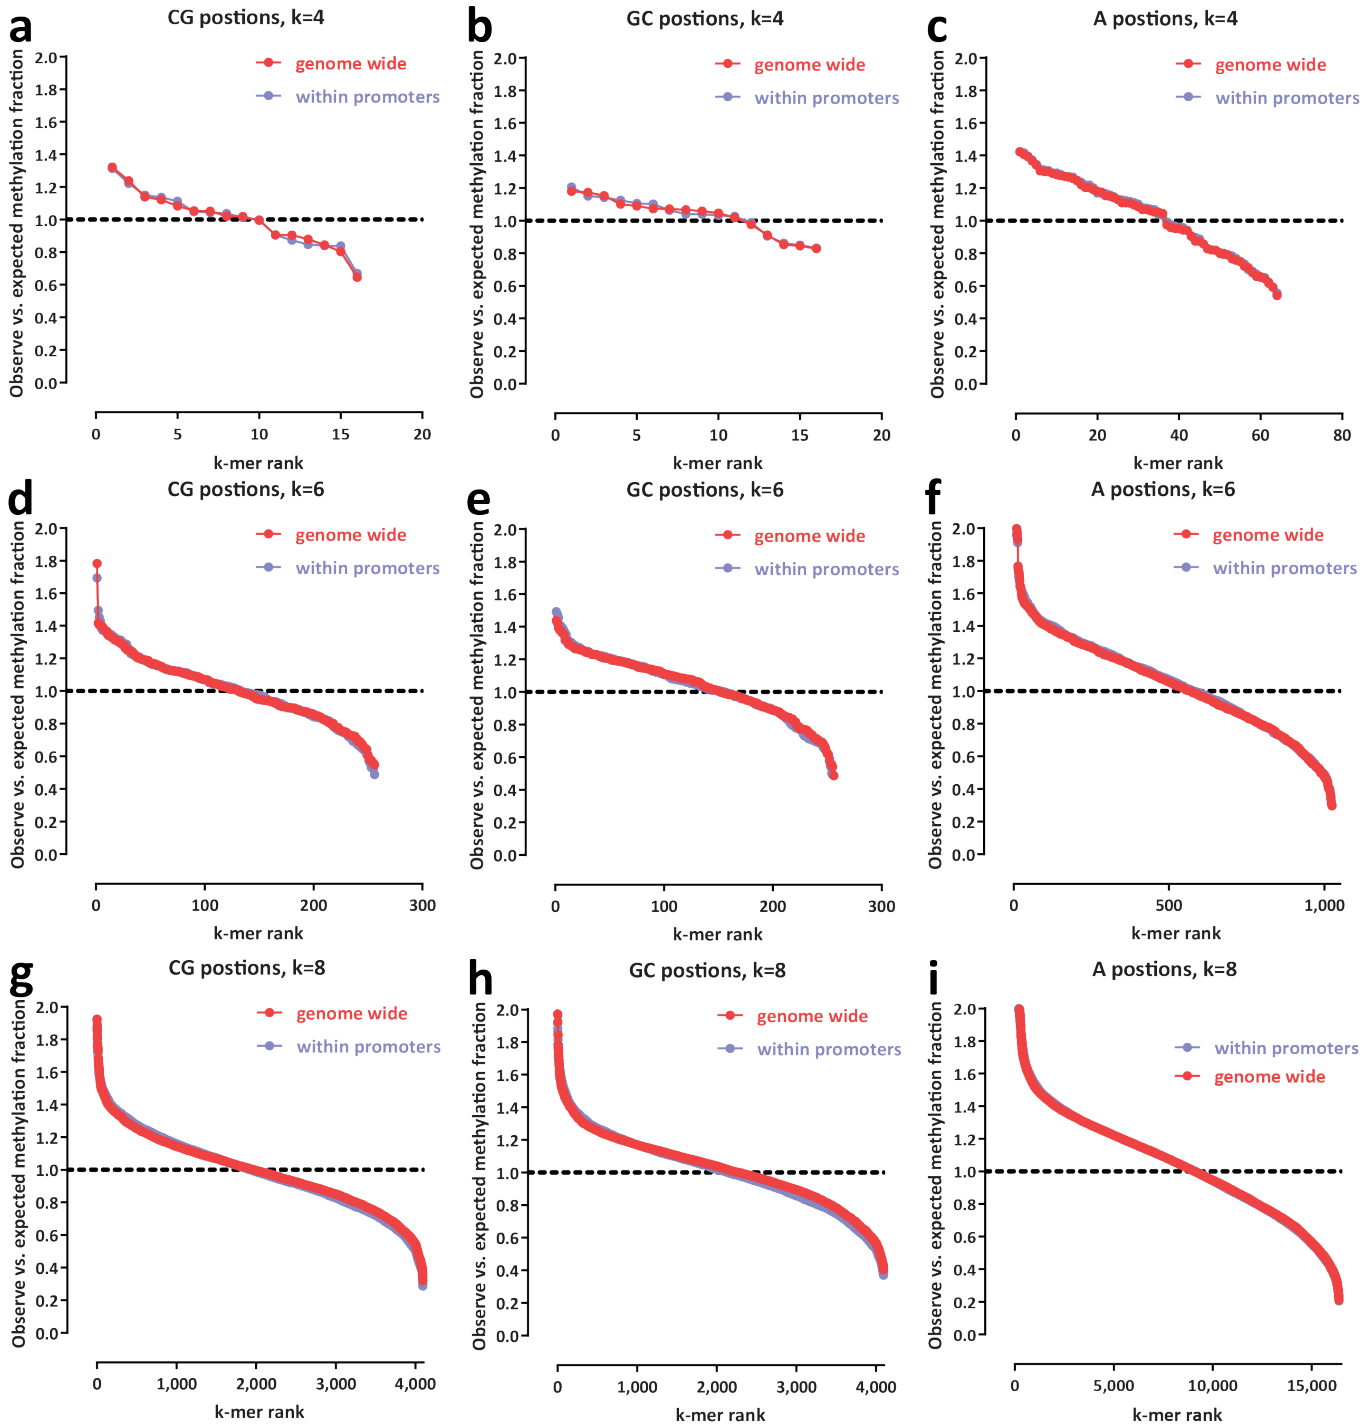 a
CG postions, k=4
Observe vs. expected methylation fraction
2.0
1.8
1.6
1.4
1.2
1.0
0.8
0.6
0.4
0.2
0.0
genome wide
within promoters
0 5 10 15 20
k-mer rank
b
GC postions, k=4
Observe vs. expected methylation fraction
2.0
1.8
1.6
1.4
1.2
1.0
0.8
0.6
0.4
0.2
0.0
genome wide
within promoters
0 5 10 15 20
k-mer rank
c
A postions, k=4
Observe vs. expected methylation fraction
2.0
1.8
1.6
1.4
1.2
1.0
0.8
0.6
0.4
0.2
0.0
genome wide
within promoters
0 20 40 60 80
k-mer rank
d
CG postions, k=6
Observe vs. expected methylation fraction
2.0
1.8
1.6
1.4
1.2
1.0
0.8
0.6
0.4
0.2
0.0
genome wide
within promoters
0 100 200 300
k-mer rank
e
GC postions, k=6
Observe vs. expected methylation fraction
2.0
1.8
1.6
1.4
1.2
1.0
0.8
0.6
0.4
0.2
0.0
genome wide
within promoters
0 100 200 300
k-mer rank
f
A postions, k=6
Observe vs. expected methylation fraction
2.0
1.8
1.6
1.4
1.2
1.0
0.8
0.6
0.4
0.2
0.0
genome wide
within promoters
0 500 1,000
k-mer rank
g
CG postions, k=8
Observe vs. expected methylation fraction
2.0
1.8
1.6
1.4
1.2
1.0
0.8
0.6
0.4
0.2
0.0
genome wide
within promoters
0 1,000 2,000 3,000 4,000
k-mer rank
h
GC postions, k=8
Observe vs. expected methylation fraction
2.0
1.8
1.6
1.4
1.2
1.0
0.8
0.6
0.4
0.2
0.0
genome wide
within promoters
0 1,000 2,000 3,000 4,000
k-mer rank
i
A postions, k=8
Observe vs. expected methylation fraction
2.0
1.8
1.6
1.4
1.2
1.0
0.8
0.6
0.4
0.2
0.0
within promoters
genome wide
0 5,000 10,000 15,000
k-mer rank